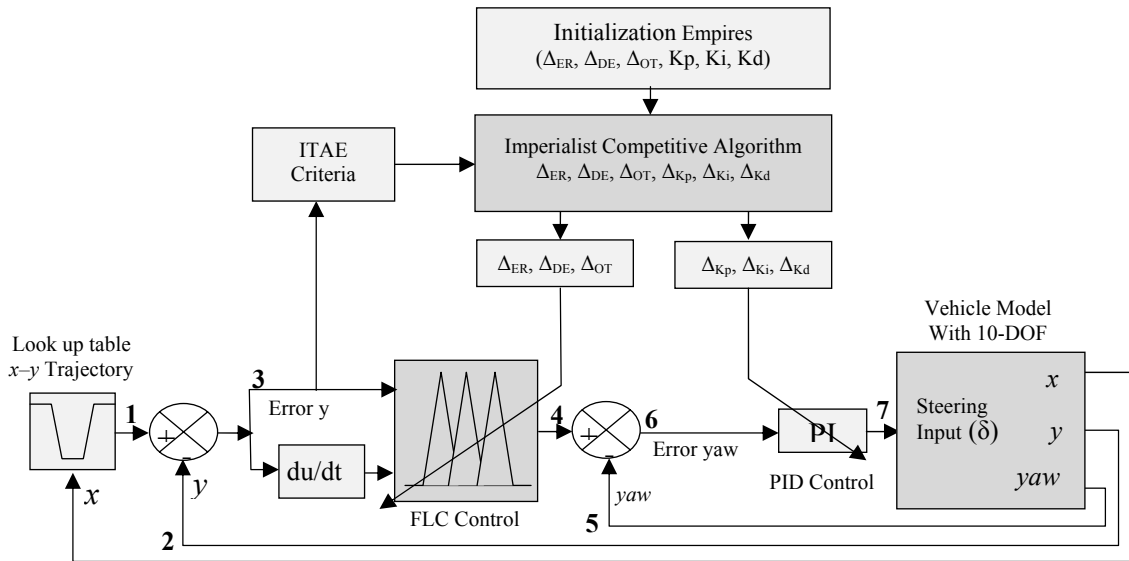 Initialization Empires
(Δ_ER, Δ_DE, Δ_OT, Kp, Ki, Kd)
ITAE
Criteria
Imperialist Competitive Algorithm
Δ_ER, Δ_DE, Δ_OT, Δ_Kp, Δ_Ki, Δ_Kd
Δ_ER, Δ_DE, Δ_OT
Δ_Kp, Δ_Ki, Δ_Kd
Vehicle Model
With 10-DOF
Look up table
x–y Trajectory
1
+
-
y
x
2
3
Error y
du/dt
FLC Control
4
+
-
yaw
5
6
Error yaw
PI
PID Control
7
Steering
Input (δ)
x
y
yaw